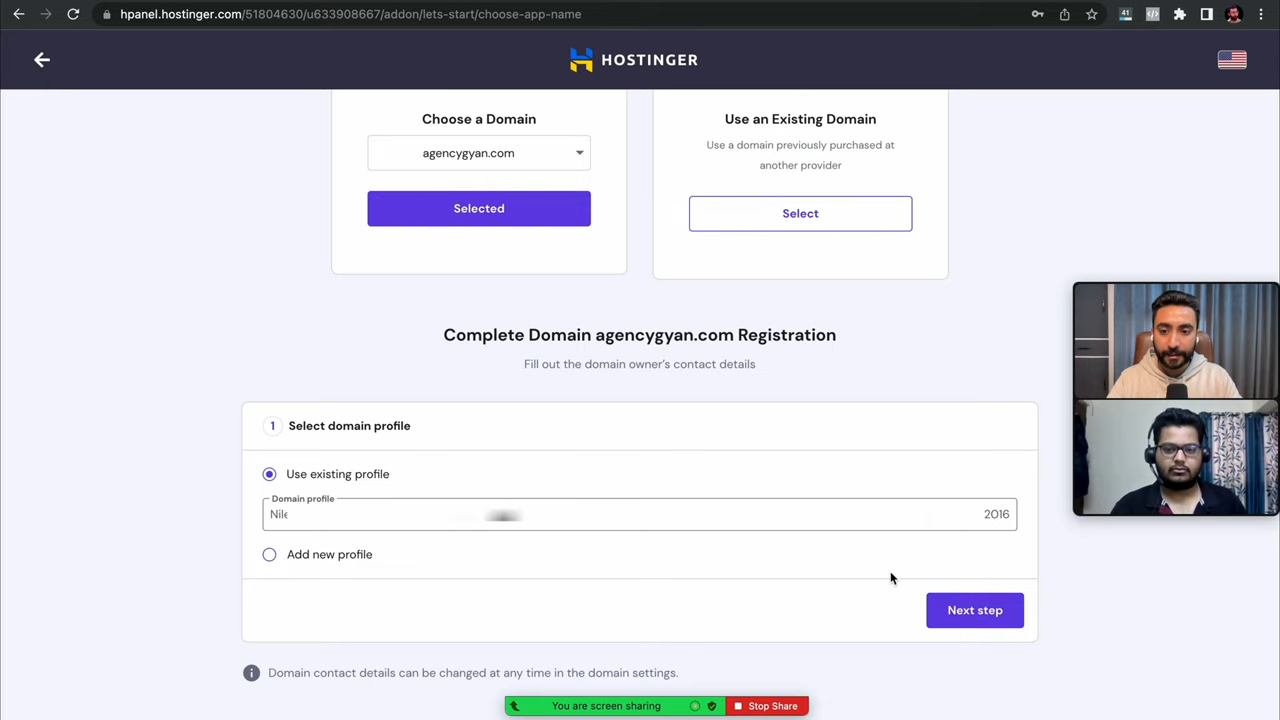 hpanel.hostinger.com/51804630/u633908667/addon/lets-start/choose-app-name
41
HOSTINGER
Choose a Domain
agencygyan.com
Selected
Use an Existing Domain
Use a domain previously purchased at
another provider
Select
Complete Domain agencygyan.com Registration
Fill out the domain owner's contact details
1 Select domain profile
Use existing profile
Domain profile
2016
Add new profile
Next step
Domain contact details can be changed at any time in the domain settings.
You are screen sharing
Stop Share